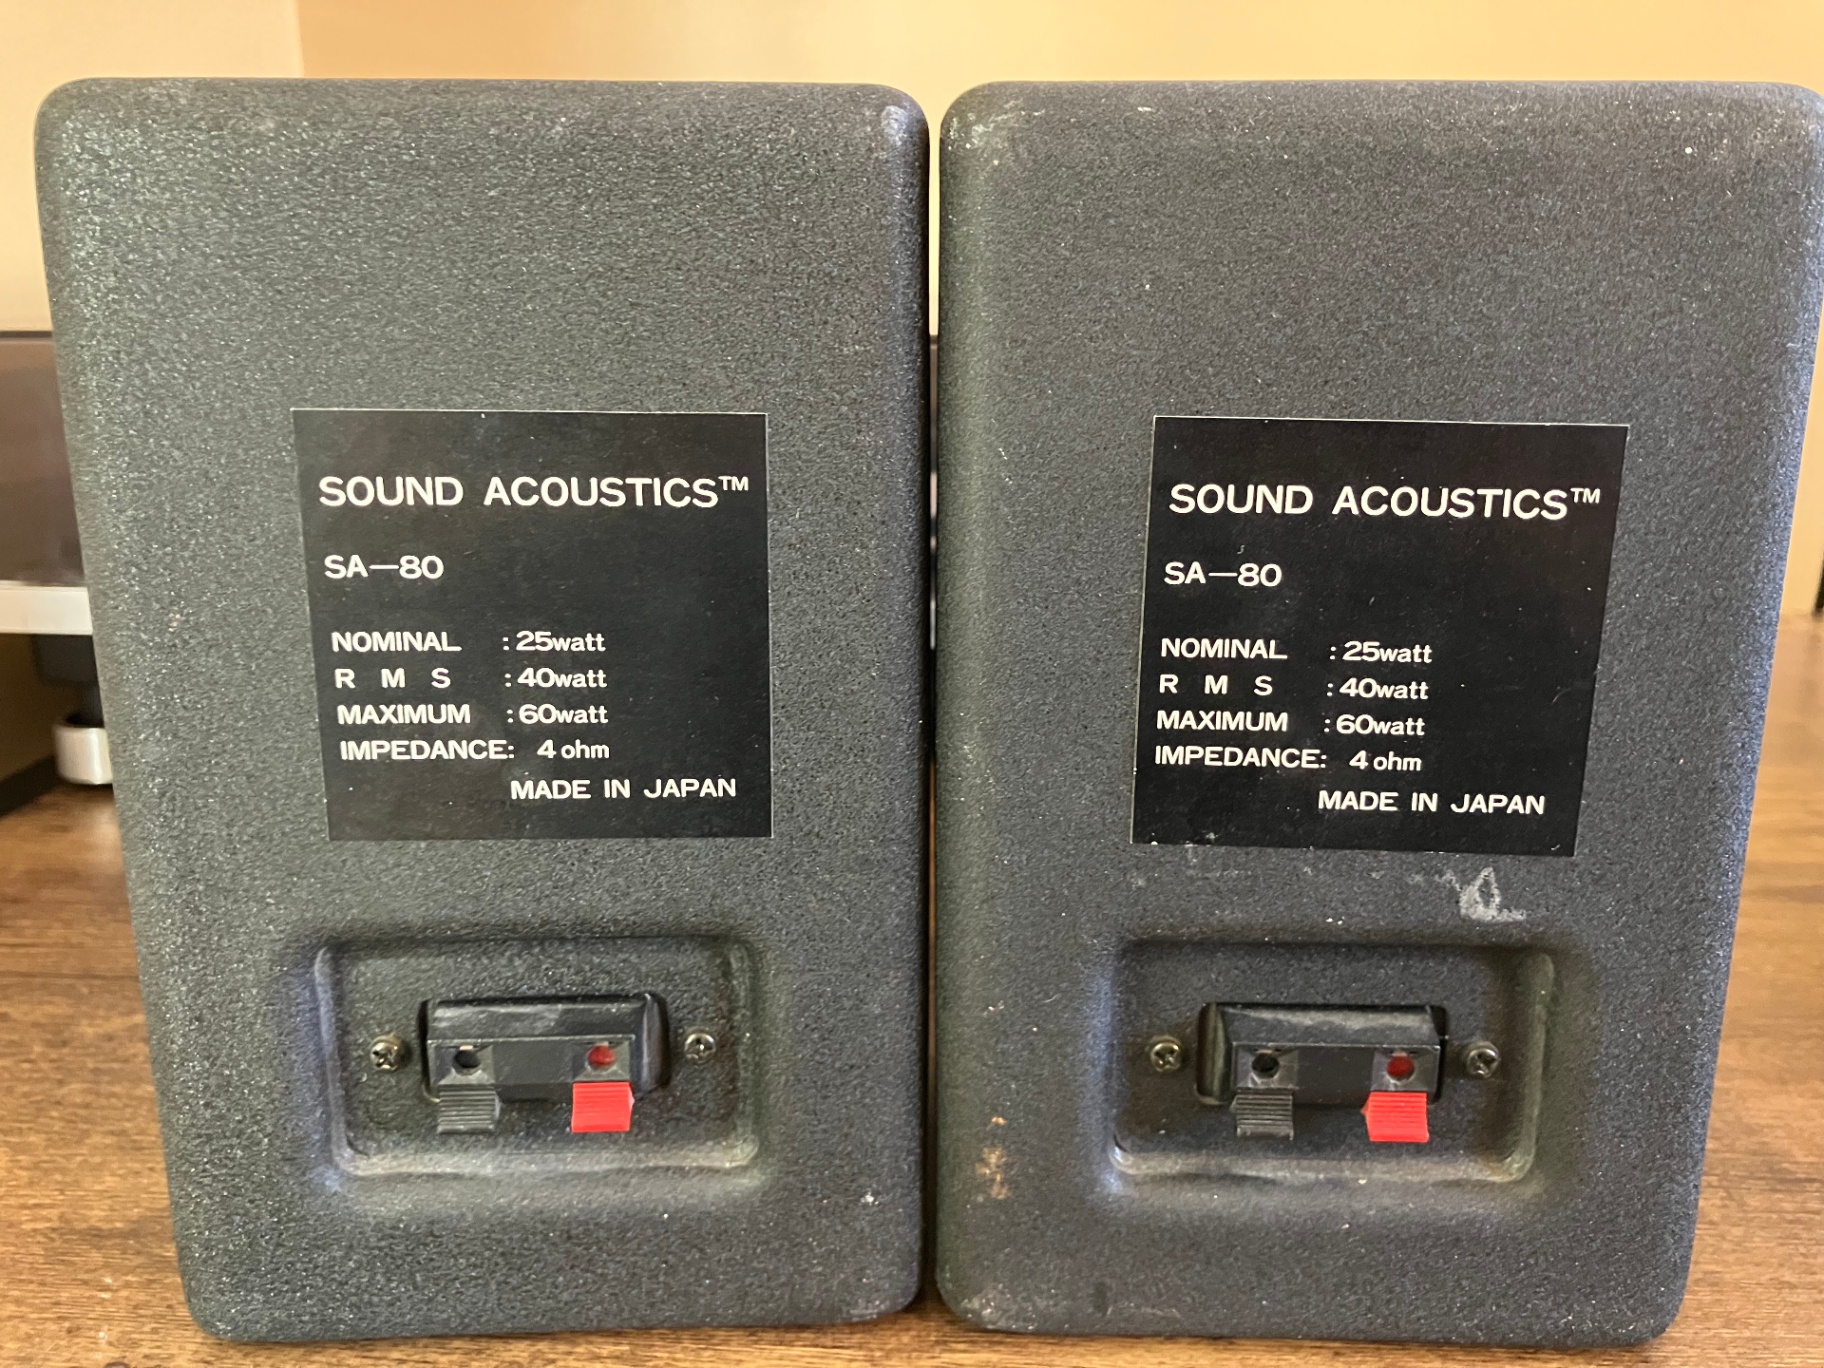 SOUND ACOUSTICS™
SA—80
NOMINAL : 25watt
R M S : 40watt
MAXIMUM : 60watt
IMPEDANCE: 4 ohm
MADE IN JAPAN
SOUND ACOUSTICS™
SA—80
NOMINAL : 25watt
R M S : 40watt
MAXIMUM : 60watt
IMPEDANCE: 4 ohm
MADE IN JAPAN